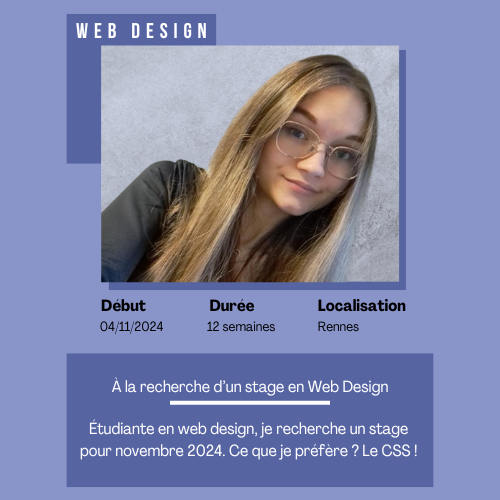 WEB DESIGN
Début Durée Localisation
04/11/2024 12 semaines Rennes
À la recherche d'un stage en Web Design
Étudiante en web design, je recherche un stage
pour novembre 2024. Ce que je préfère ? Le CSS !